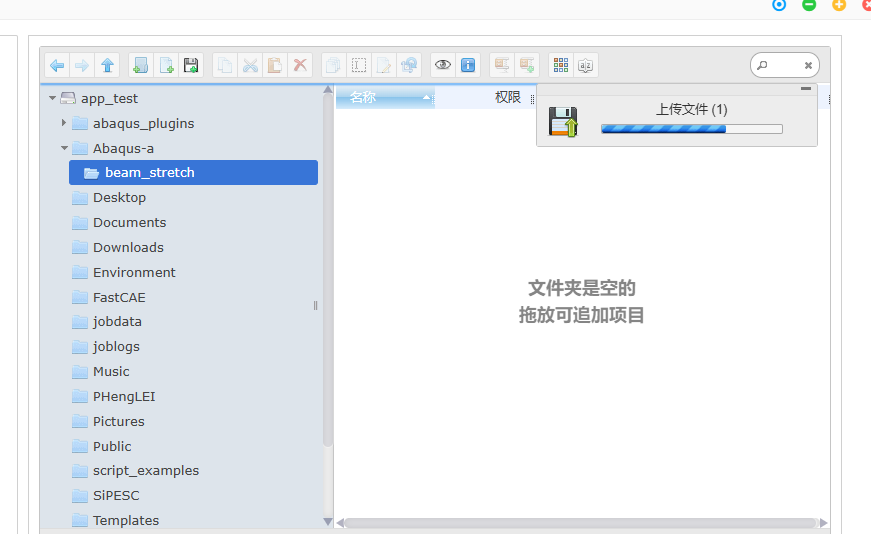 app_test
abaqus_plugins
Abaqus-a
beam_stretch
Desktop
Documents
Downloads
Environment
FastCAE
jobdata
joblogs
Music
PHengLEI
Pictures
Public
script_examples
SiPESC
Templates
名称 权限
上传文件 (1)
文件夹是空的
拖放可追加项目